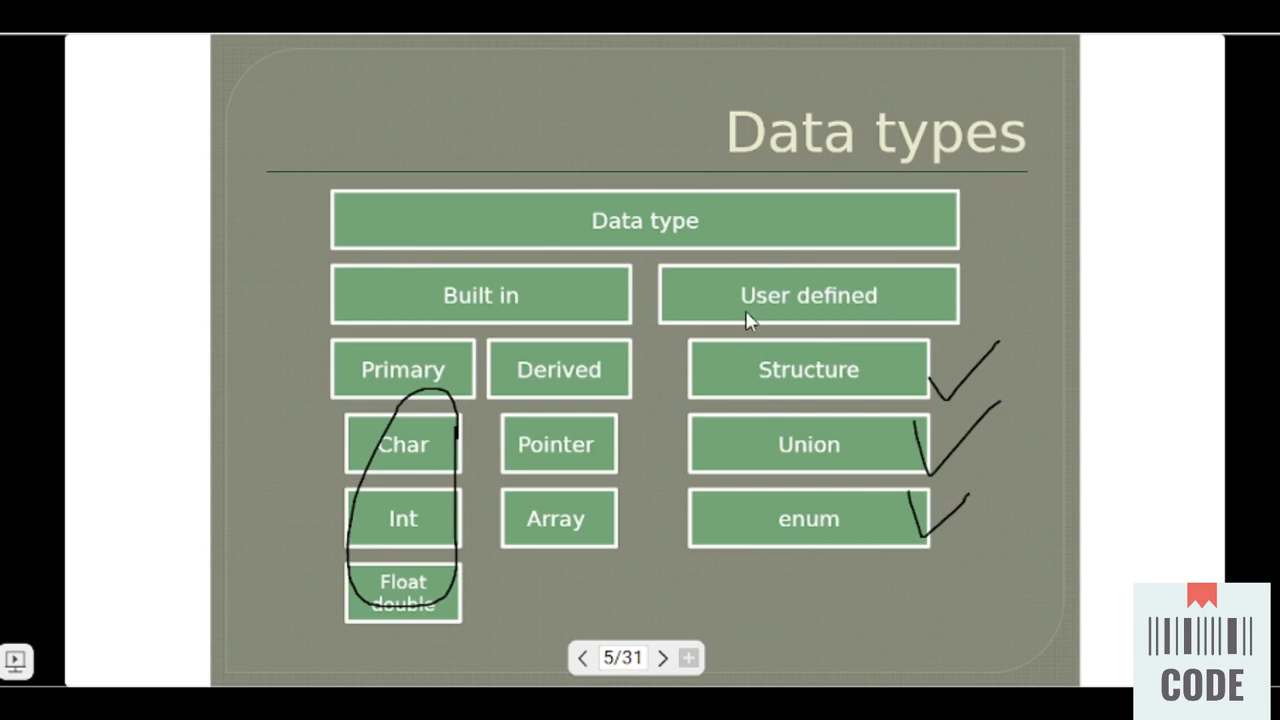 Data types
Data type
Built in
User defined
Primary
Derived
Structure
Char
Pointer
Union
Int
Array
enum
Float
double
5/31
CODE